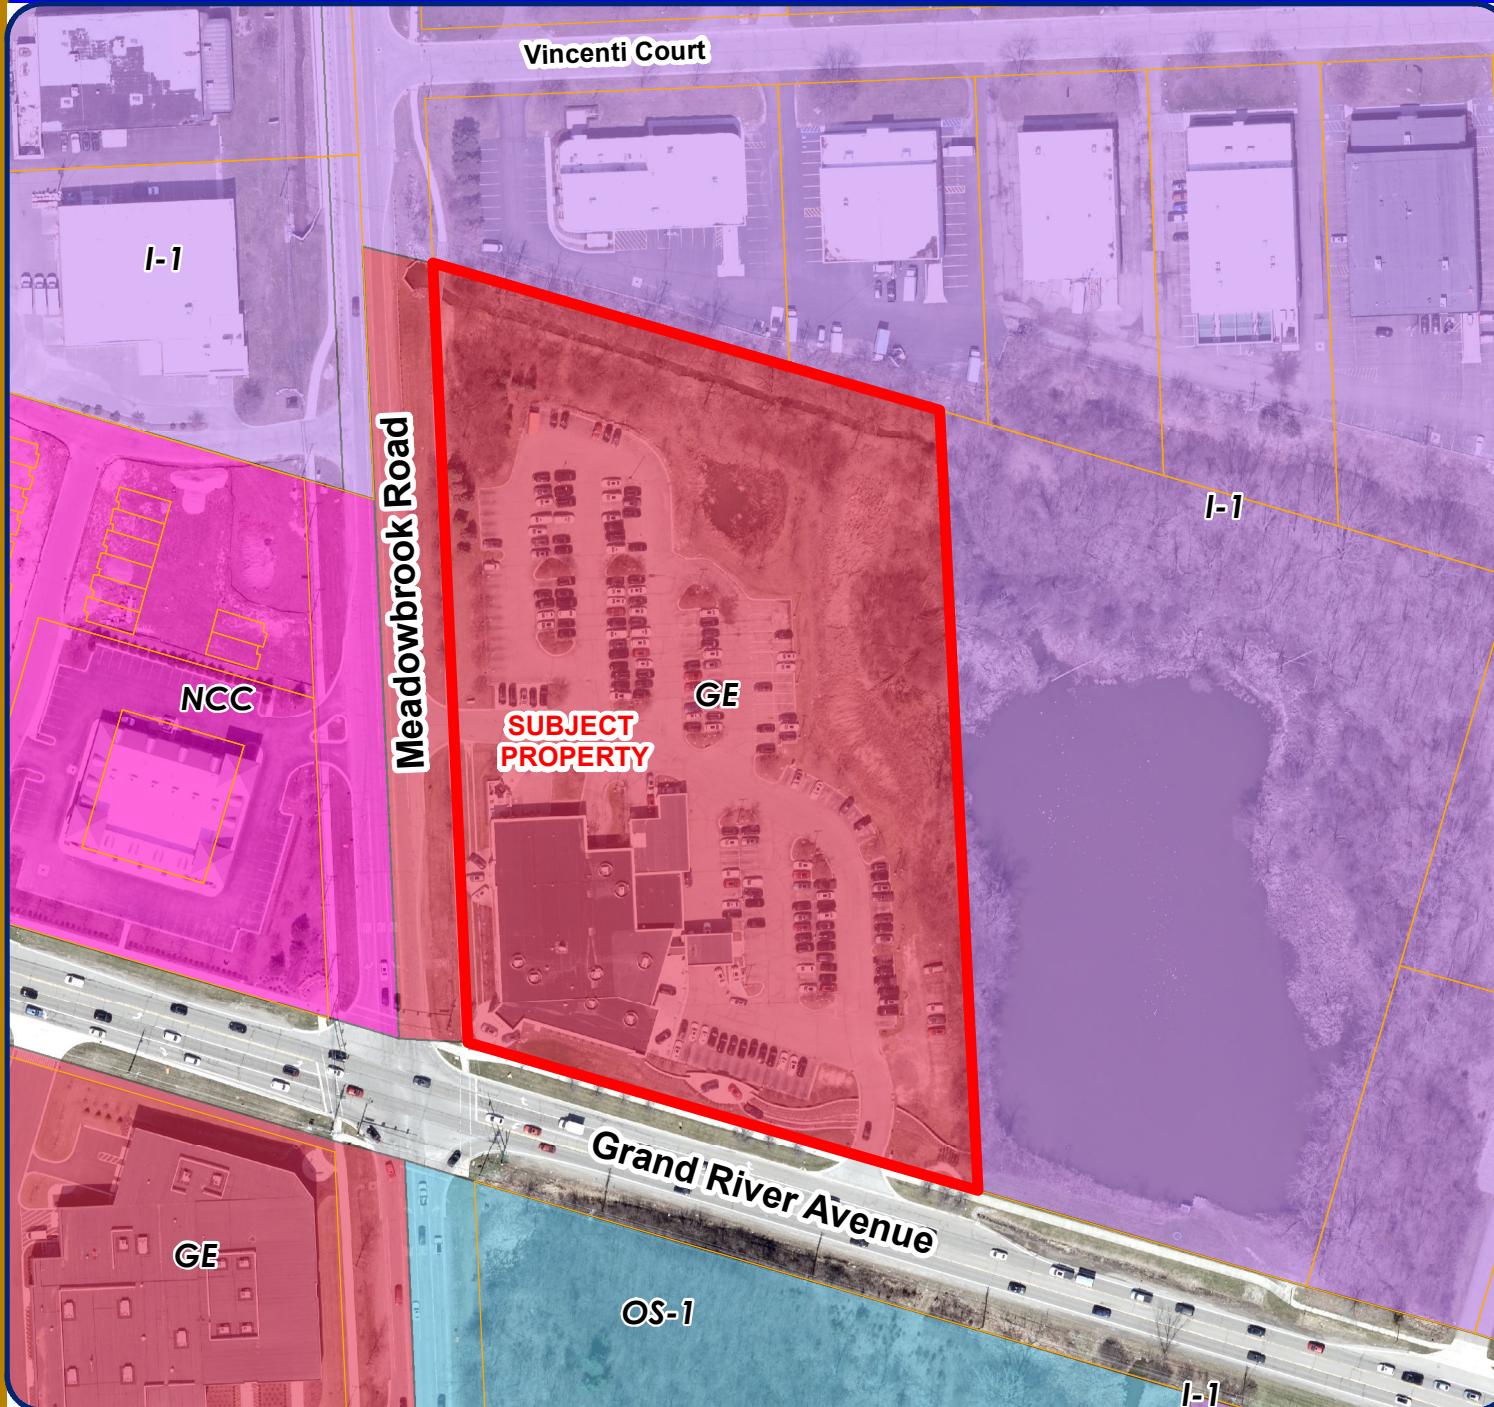 Vincenti Court
I-1
Meadowbrook Road
I-1
NCC
GE
SUBJECT
PROPERTY
Grand River Avenue
GE
OS-1
I-1